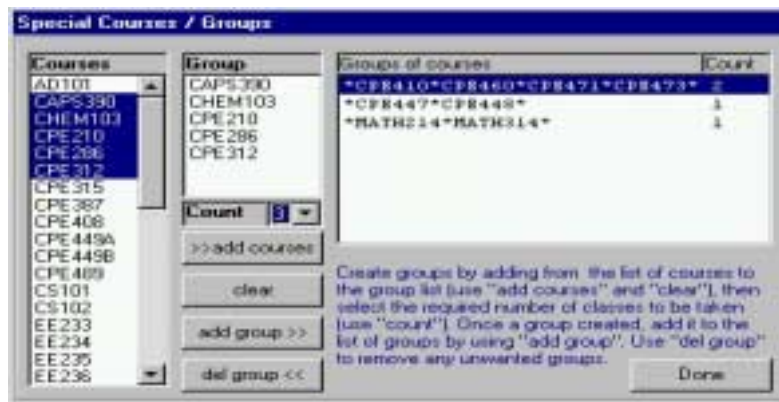 Special Courses / Groups
Courses
AD101
CAPS390
CHEM103
CPE210
CPE286
CPE312
CPE315
CPE387
CPE408
CPE449A
CPE449B
CPE489
CS101
CS102
EE233
EE234
EE235
EE236
Group
CAPS390
CHEM103
CPE210
CPE286
CPE312
Count 3
>>add courses
clear
add group >>
del group <<
Groups of courses Count
*CPE410*CPE460*CPE471*CPE473* 2
*CPE447*CPE448* 1
*MATH214*MATH314* 1
Create groups by adding from the list of courses to
the group list (use "add courses" and "clear"), then
select the required number of classes to be taken
(use "count"). Once a group created, add it to the
list of groups by using "add group". Use "del group"
to remove any unwanted groups.
Done